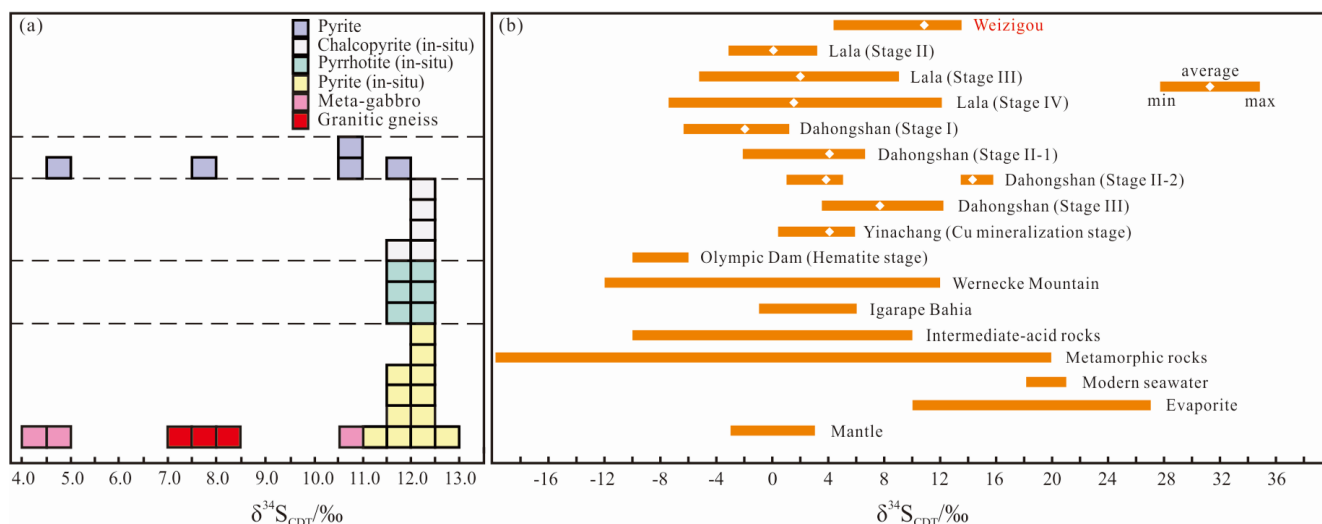 (a)
Pyrite
Chalcopyrite (in-situ)
Pyrrhotite (in-situ)
Pyrite (in-situ)
Meta-gabbro
Granitic gneiss
4.0 5.0 6.0 7.0 8.0 9.0 10.0 11.0 12.0 13.0
δ³⁴S_CDT/‰
(b)
Weizigou
Lala (Stage II)
Lala (Stage III)
average
min max
Lala (Stage IV)
Dahongshan (Stage I)
Dahongshan (Stage II-1)
Dahongshan (Stage II-2)
Dahongshan (Stage III)
Yinachang (Cu mineralization stage)
Olympic Dam (Hematite stage)
Wernecke Mountain
Igarape Bahia
Intermediate-acid rocks
Metamorphic rocks
Modern seawater
Evaporite
Mantle
-16 -12 -8 -4 0 4 8 12 16 20 24 28 32 36
δ³⁴S_CDT/‰